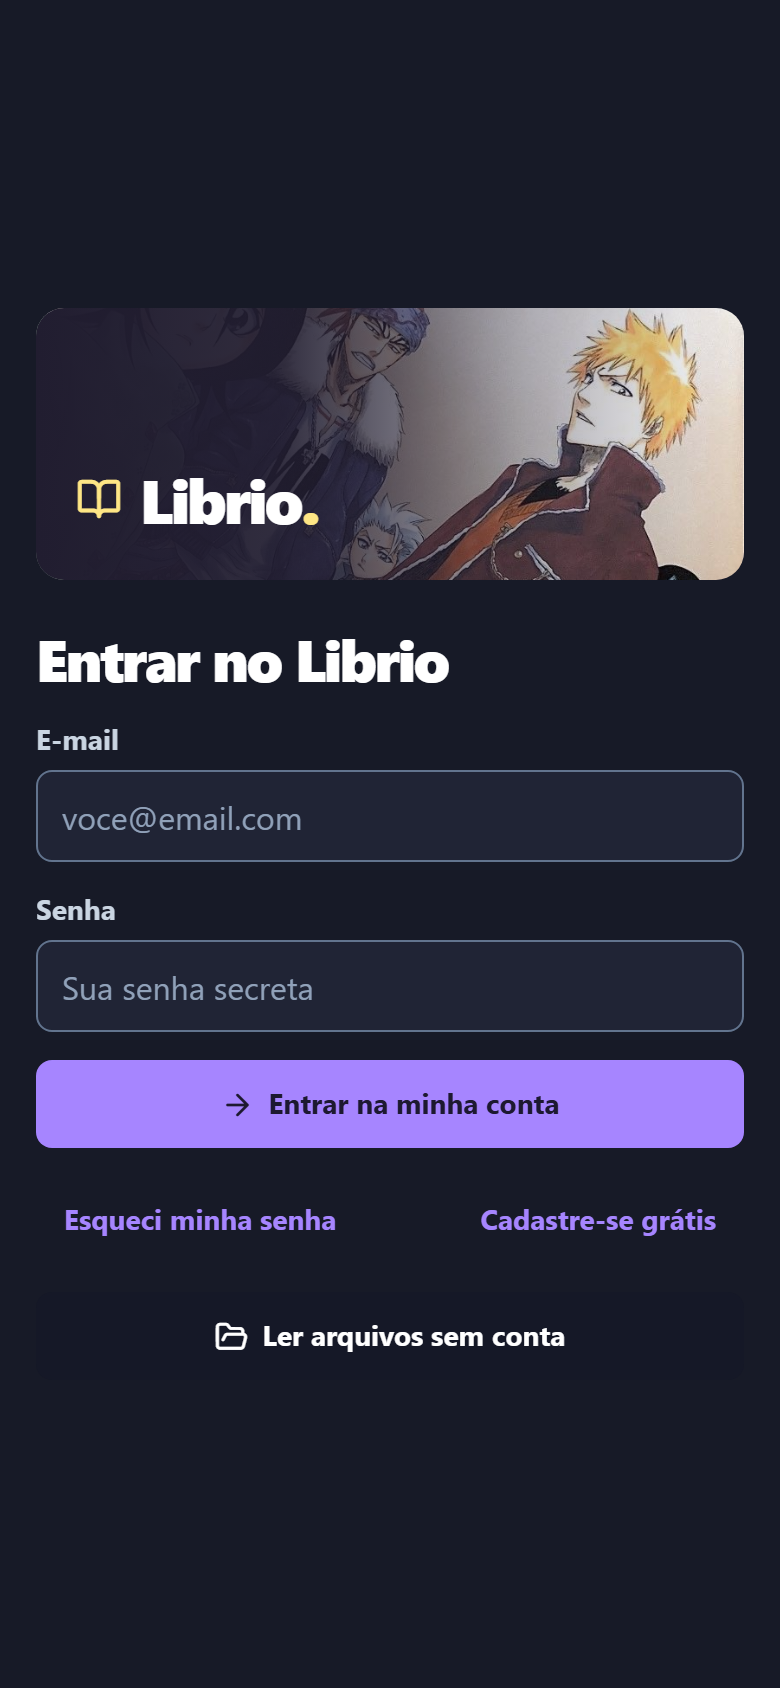 Librio.
Entrar no Librio
E-mail
voce@email.com
Senha
Sua senha secreta
Entrar na minha conta
Esqueci minha senha
Cadastre-se grátis
Ler arquivos sem conta